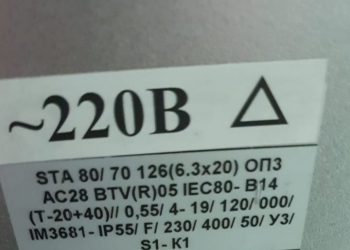 ~220В
STA 80/ 70 126(6.3x20) ОП3
AC28 BTV(R)05 IEC80- B14
(T-20+40)// 0,55/ 4- 19/ 120/ 000/
IM3681- IP55/ F/ 230/ 400/ 50/ У3/
S1- K1